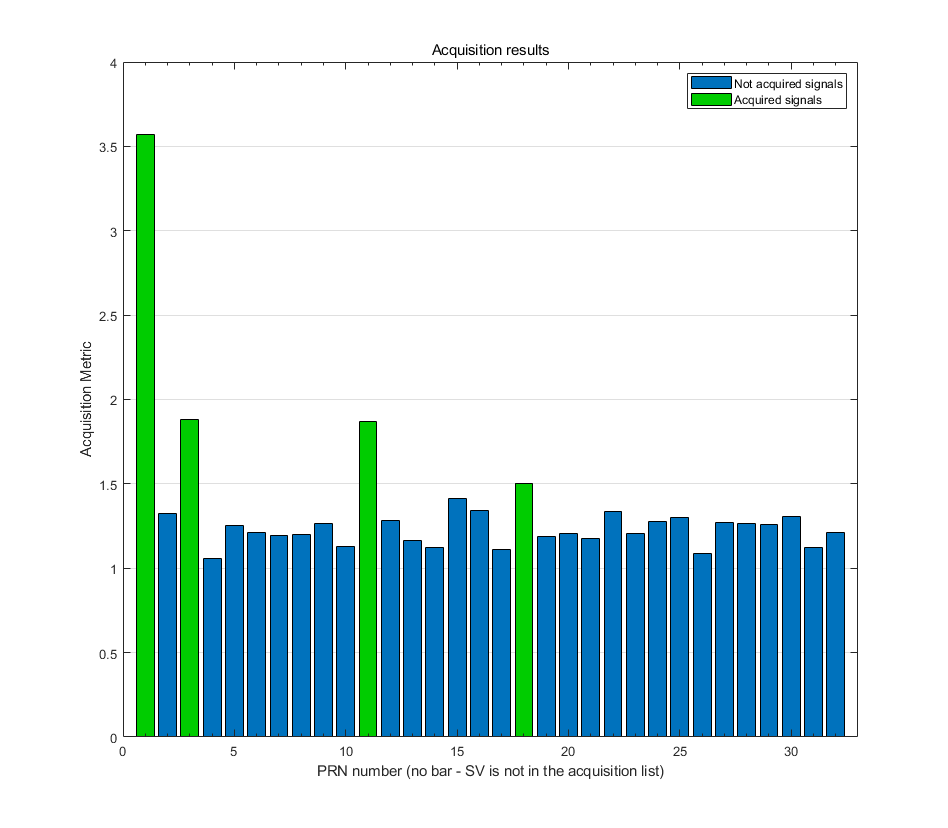 Acquisition results
Not acquired signals
Acquired signals
4
3.5
3
2.5
2
1.5
1
0.5
0
Acquisition Metric
0 5 10 15 20 25 30
PRN number (no bar - SV is not in the acquisition list)